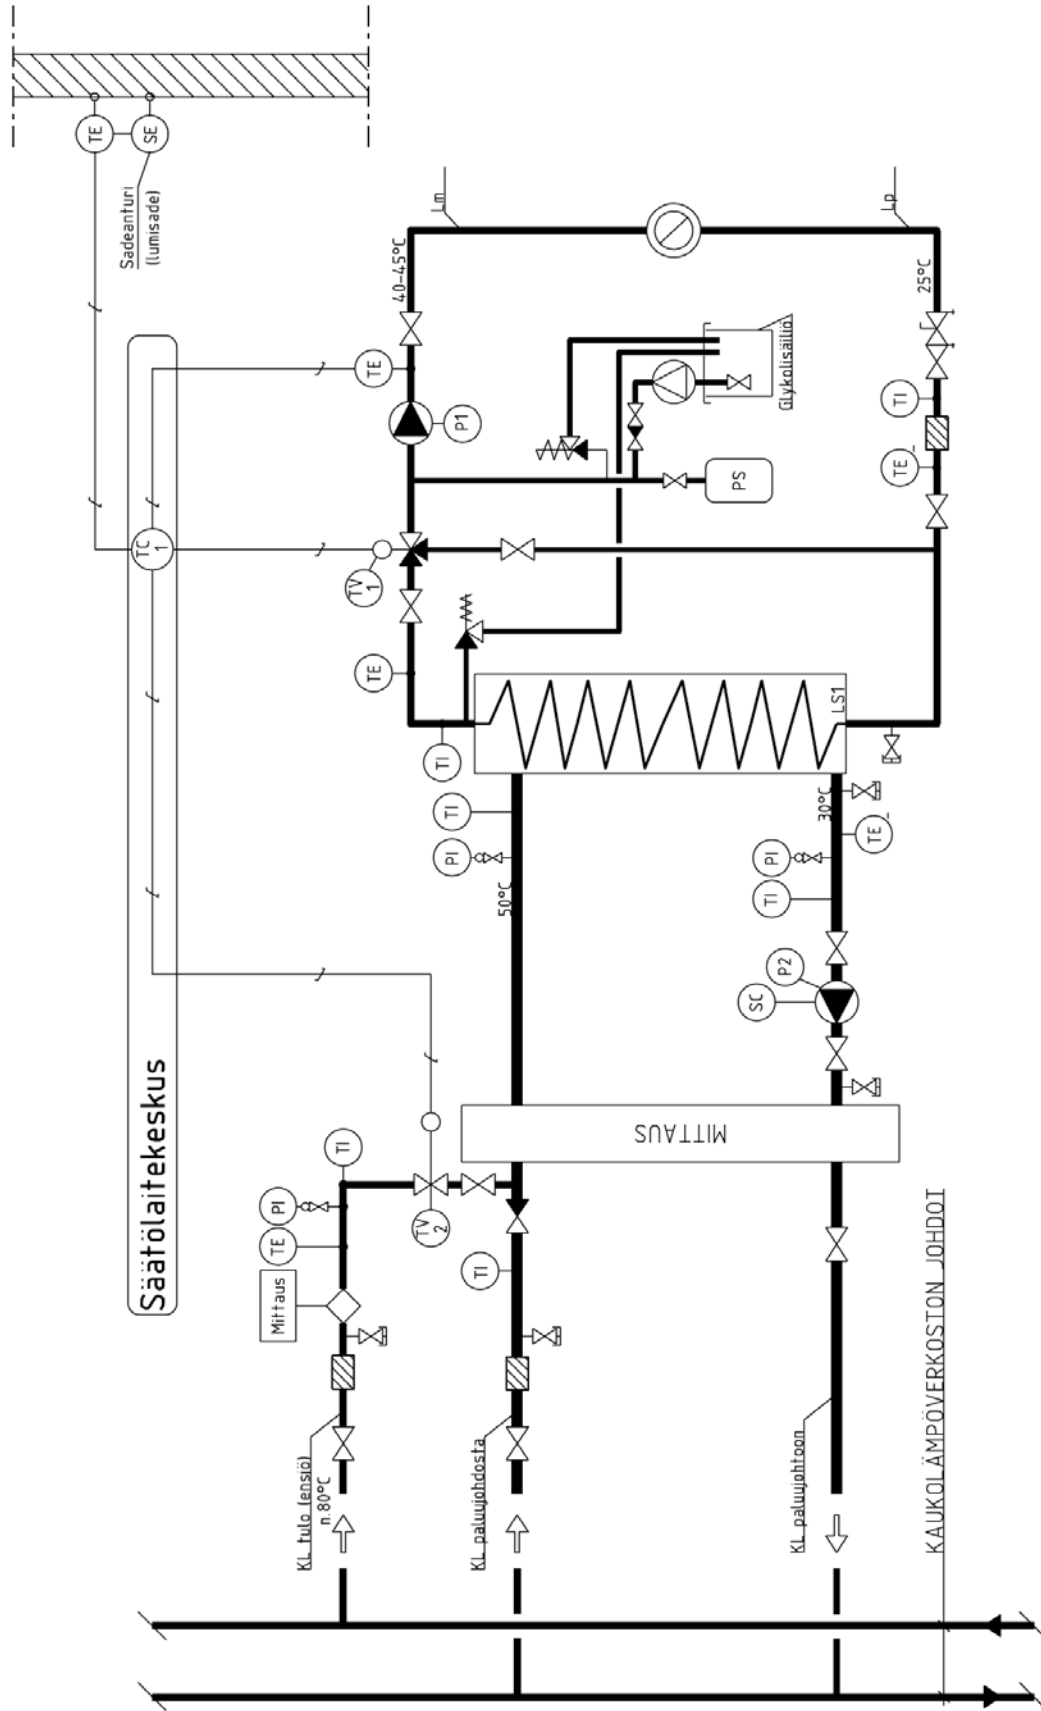 TE
Sadeanturi
(lumisade)
SE
Säätölaitekeskus
TC
1
Mittaus
TE
PI
TI
KL tulo (ensiö)
n.80°C
TV
1
TE
TE
40-45°C
TV
2
TI
PI
TI
P1
Lm
KL paluujohdosta
TI
50°C
MITTAUS
PS
Glykolisäiliö
SC
P2
TI
PI
30°C
LS1
TE
KL paluujohtoon
TE
TI
Lp
25°C
KAUKOLÄMPÖVERKOSTON JOHDOT